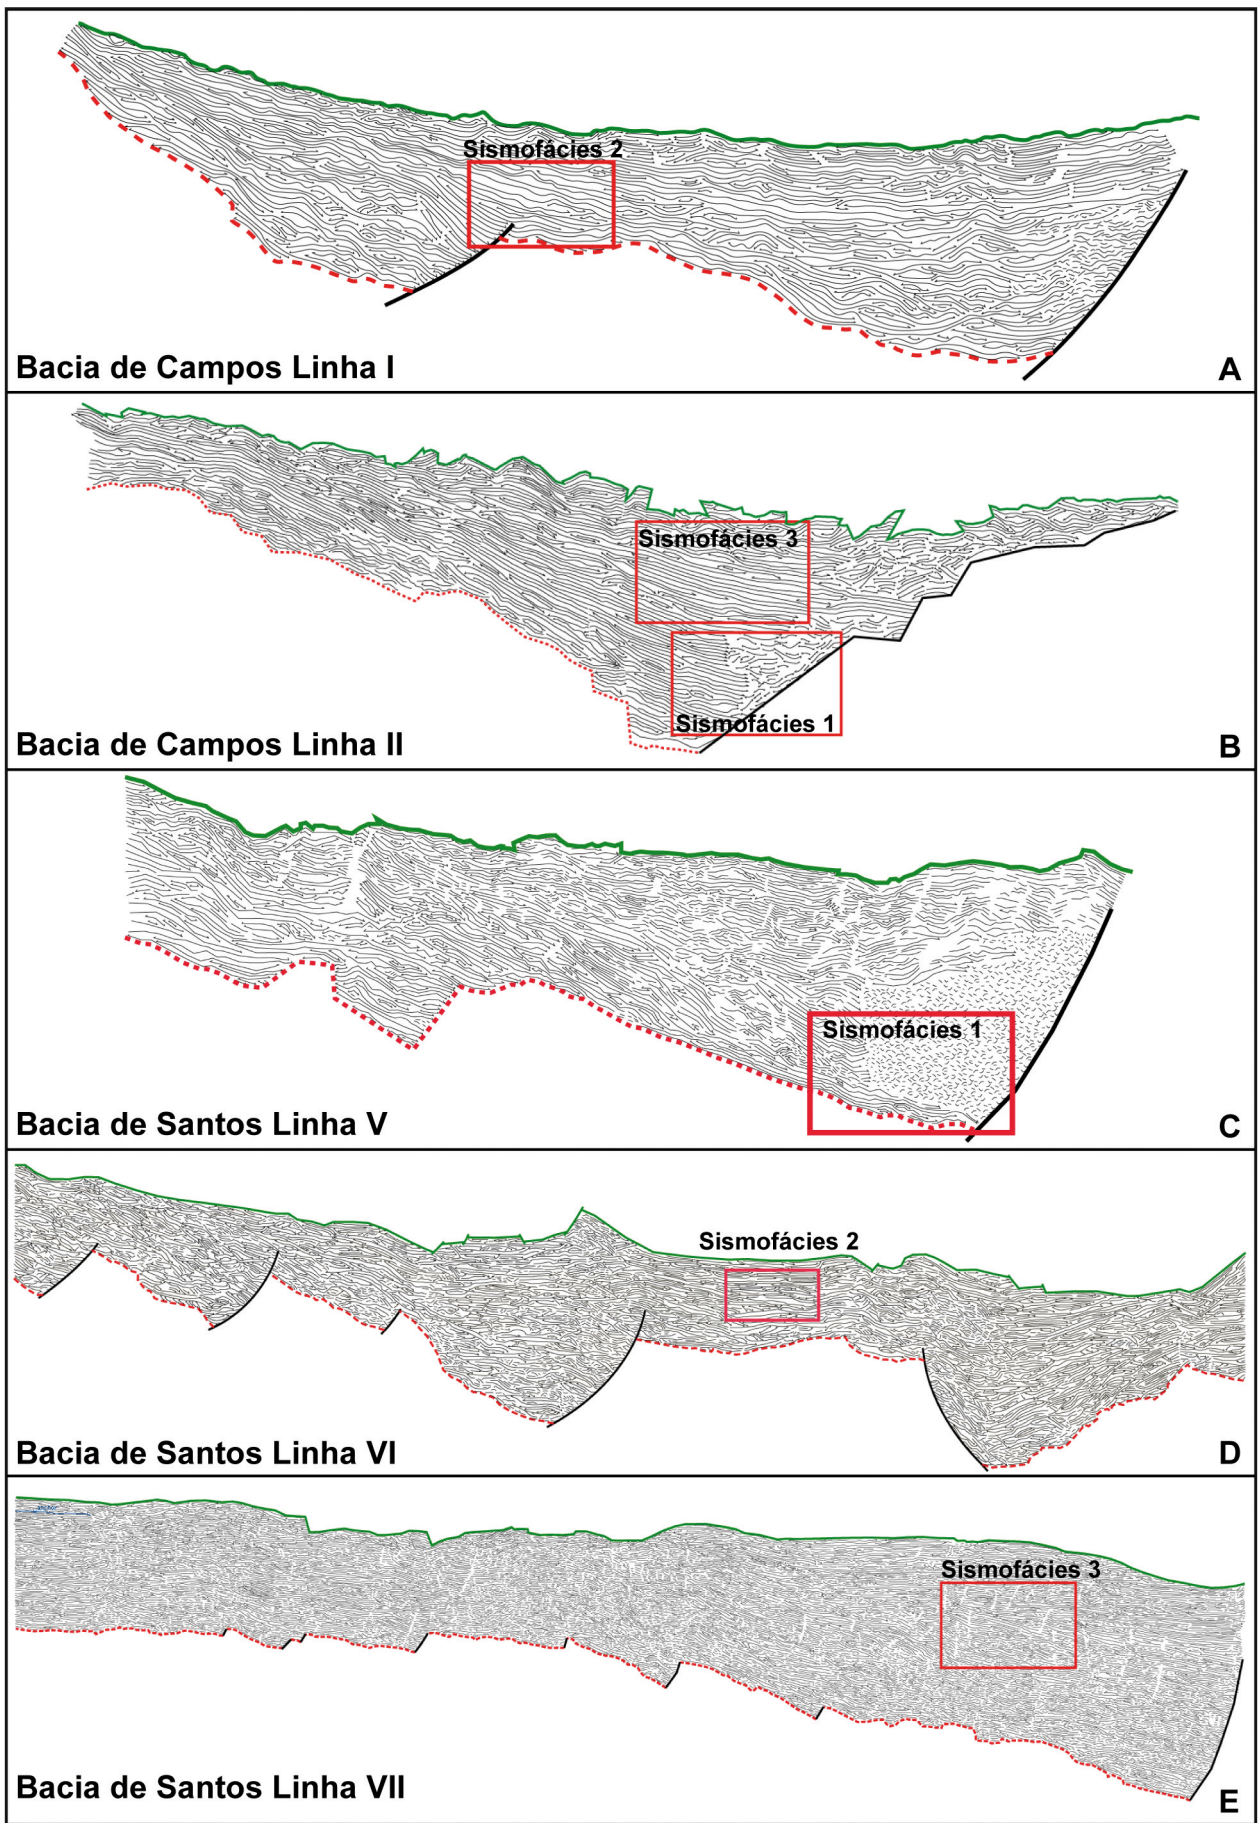 Sismofácies 2
Bacia de Campos Linha I
A
Sismofácies 3
Sismofácies 1
Bacia de Campos Linha II
B
Sismofácies 1
Bacia de Santos Linha V
C
Sismofácies 2
Bacia de Santos Linha VI
D
Sismofácies 3
Bacia de Santos Linha VII
E